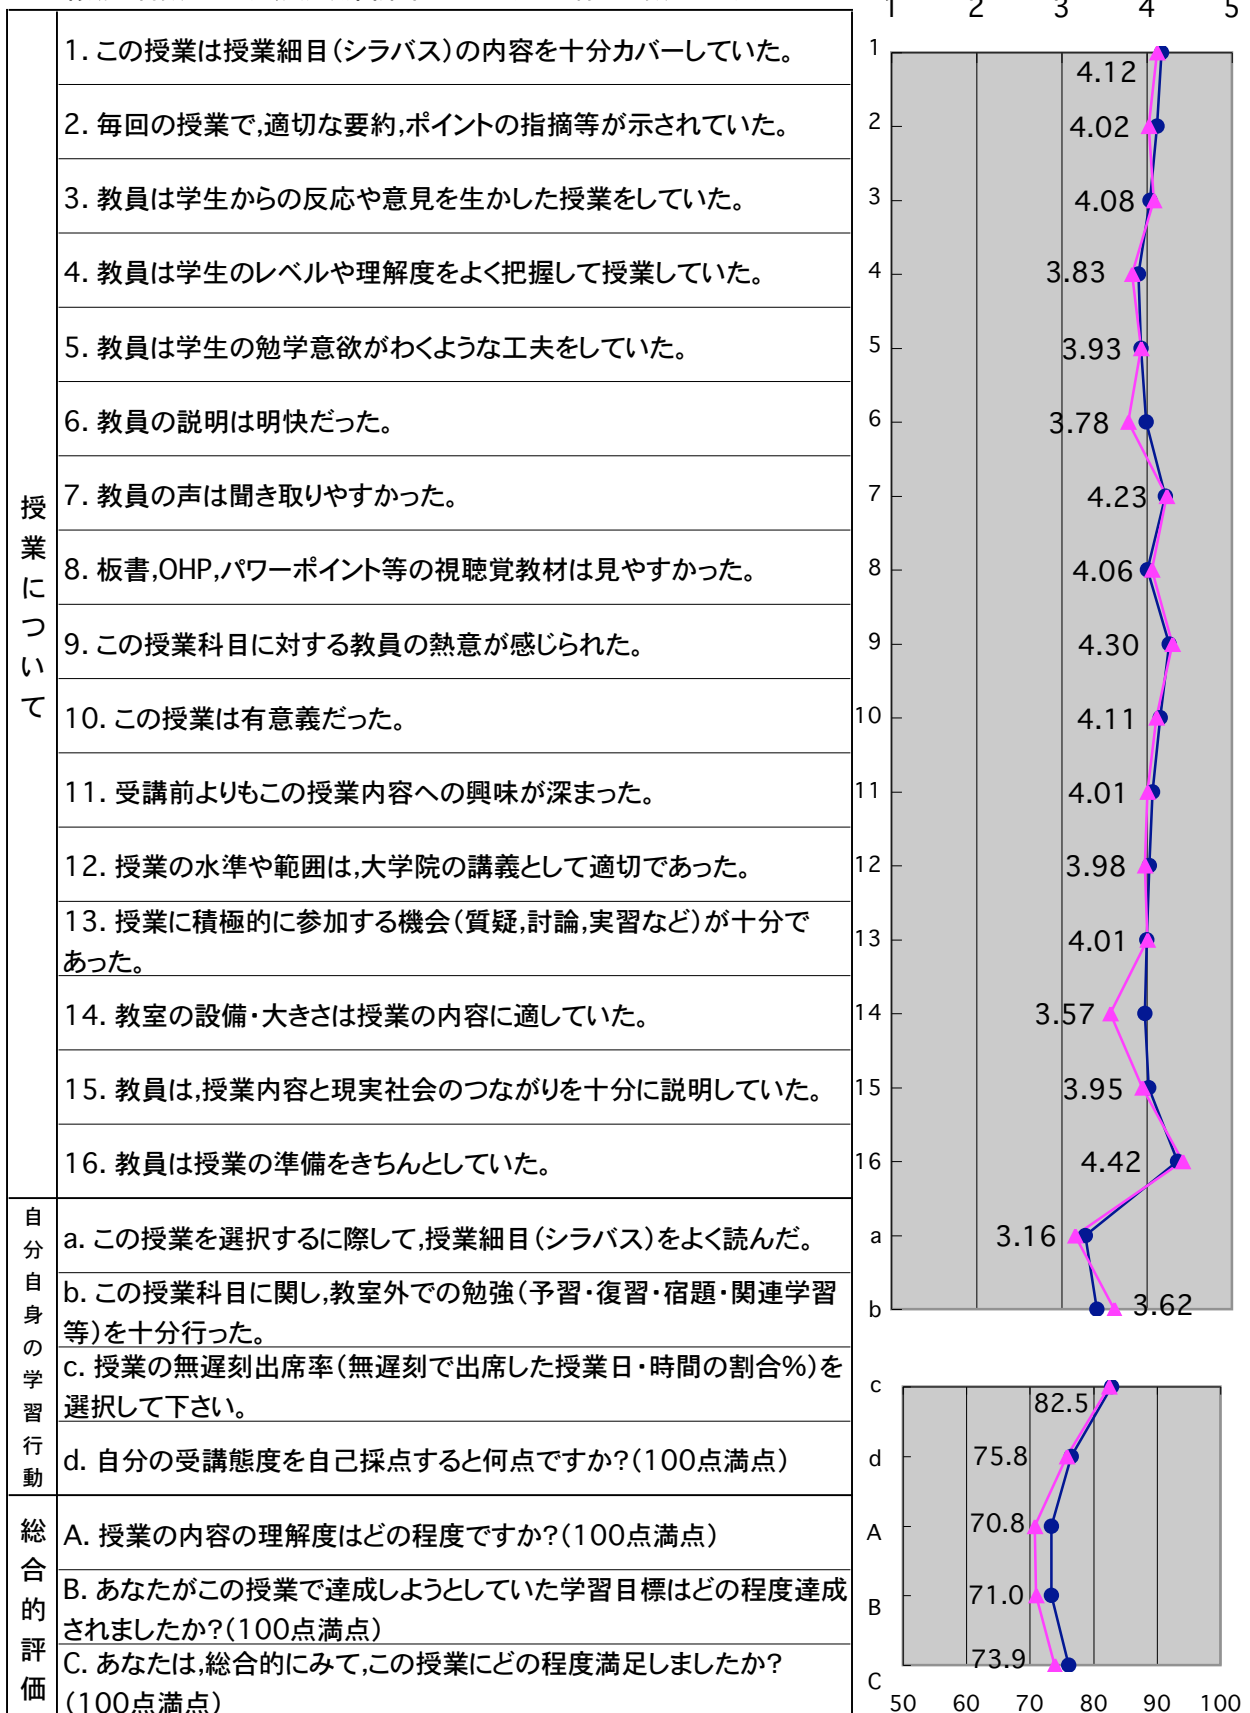 1 2 3 4 5
授業について
1. この授業は授業細目(シラバス)の内容を十分カバーしていた。
2. 毎回の授業で,適切な要約,ポイントの指摘等が示されていた。
3. 教員は学生からの反応や意見を生かした授業をしていた。
4. 教員は学生のレベルや理解度をよく把握して授業していた。
5. 教員は学生の勉学意欲がわくような工夫をしていた。
6. 教員の説明は明快だった。
7. 教員の声は聞き取りやすかった。
8. 板書,OHP,パワーポイント等の視聴覚教材は見やすかった。
9. この授業科目に対する教員の熱意が感じられた。
10. この授業は有意義だった。
11. 受講前よりもこの授業内容への興味が深まった。
12. 授業の水準や範囲は,大学院の講義として適切であった。
13. 授業に積極的に参加する機会(質疑,討論,実習など)が十分で
あった。
14. 教室の設備・大きさは授業の内容に適していた。
15. 教員は,授業内容と現実社会のつながりを十分に説明していた。
16. 教員は授業の準備をきちんとしていた。
自分自身の学習行動
a. この授業を選択するに際して,授業細目(シラバス)をよく読んだ。
b. この授業科目に関し,教室外での勉強(予習・復習・宿題・関連学習
等)を十分行った。
c. 授業の無遅刻出席率(無遅刻で出席した授業日・時間の割合%)を
選択して下さい。
d. 自分の受講態度を自己採点すると何点ですか?(100点満点)
総合的評価
A. 授業の内容の理解度はどの程度ですか?(100点満点)
B. あなたがこの授業で達成しようとしていた学習目標はどの程度達成
されましたか?(100点満点)
C. あなたは,総合的にみて,この授業にどの程度満足しましたか?
(100点満点)
1 4.12
2 4.02
3 4.08
4 3.83
5 3.93
6 3.78
7 4.23
8 4.06
9 4.30
10 4.11
11 4.01
12 3.98
13 4.01
14 3.57
15 3.95
16 4.42
a 3.16
b 3.62
c 82.5
d 75.8
A 70.8
B 71.0
C 73.9
50 60 70 80 90 100